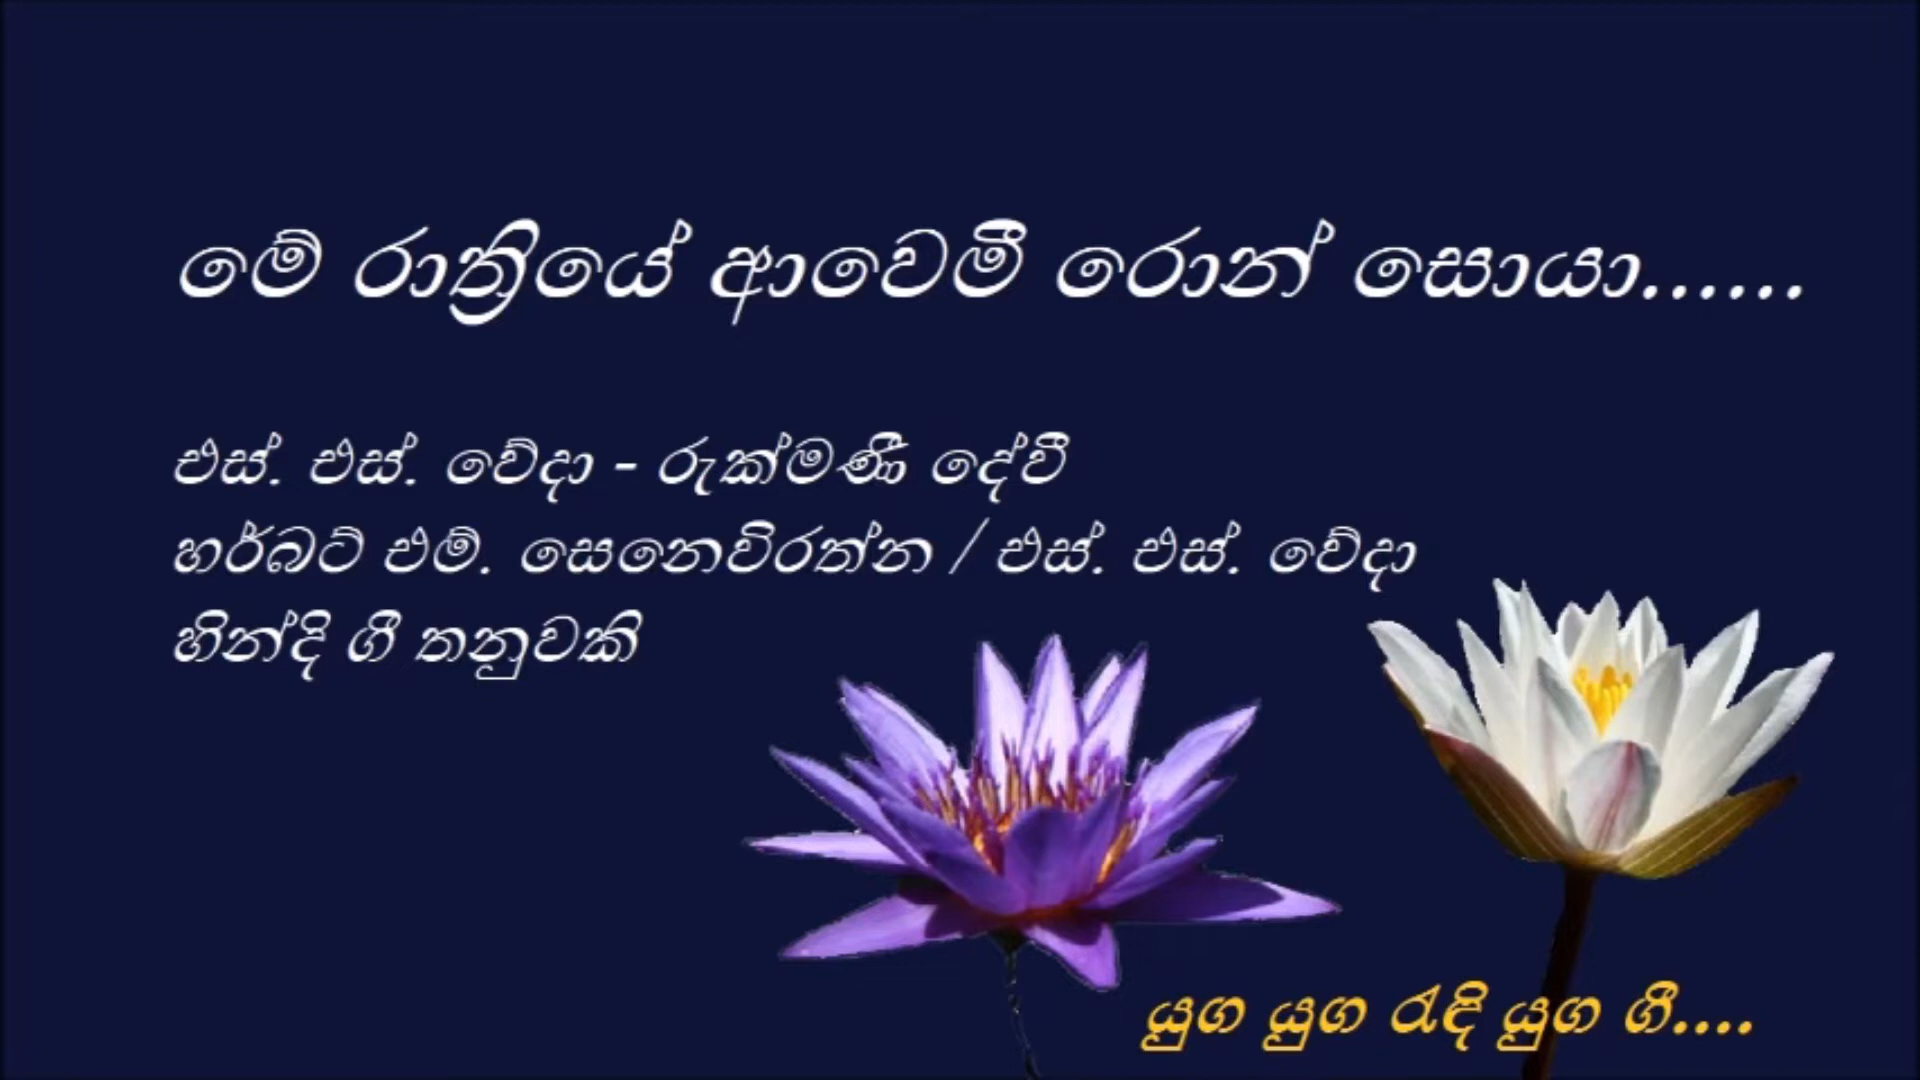 මේ රාත්‍රියේ ආවෙමී රොන් සොයා......
එස්. එස්. වේදා - රුක්මණී දේවී
හර්බට් එම්. සෙනෙවිරත්න / එස්. එස්. වේදා
හින්දි ගී තනුවකි
යුග යුග රැඳි යුග ගී....